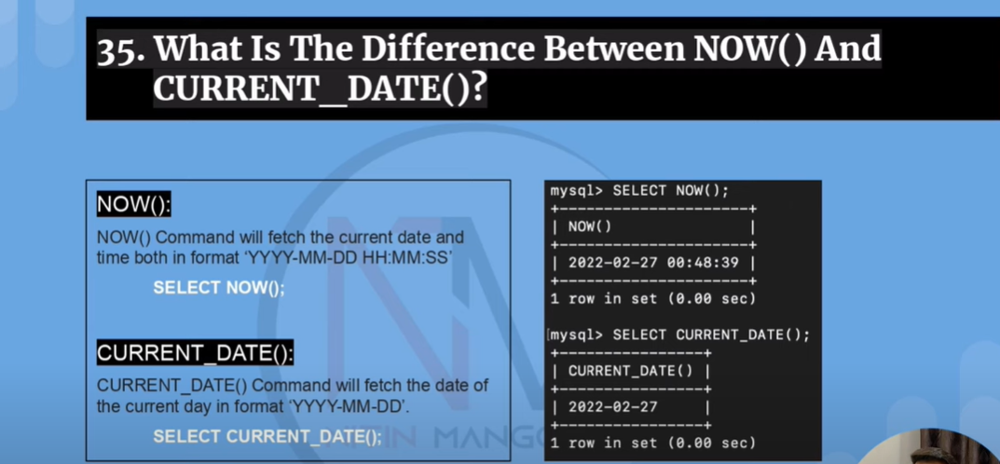 35. What Is The Difference Between NOW() And
CURRENT_DATE()?
NOW():
NOW() Command will fetch the current date and
time both in format ‘YYYY-MM-DD HH:MM:SS’
SELECT NOW();
CURRENT_DATE():
CURRENT_DATE() Command will fetch the date of
the current day in format ‘YYYY-MM-DD’.
SELECT CURRENT_DATE();
mysql> SELECT NOW();
+---------------------+
| NOW()               |
+---------------------+
| 2022-02-27 00:48:39 |
+---------------------+
1 row in set (0.00 sec)
[mysql> SELECT CURRENT_DATE();
+----------------+
| CURRENT_DATE() |
+----------------+
| 2022-02-27     |
+----------------+
1 row in set (0.00 sec)